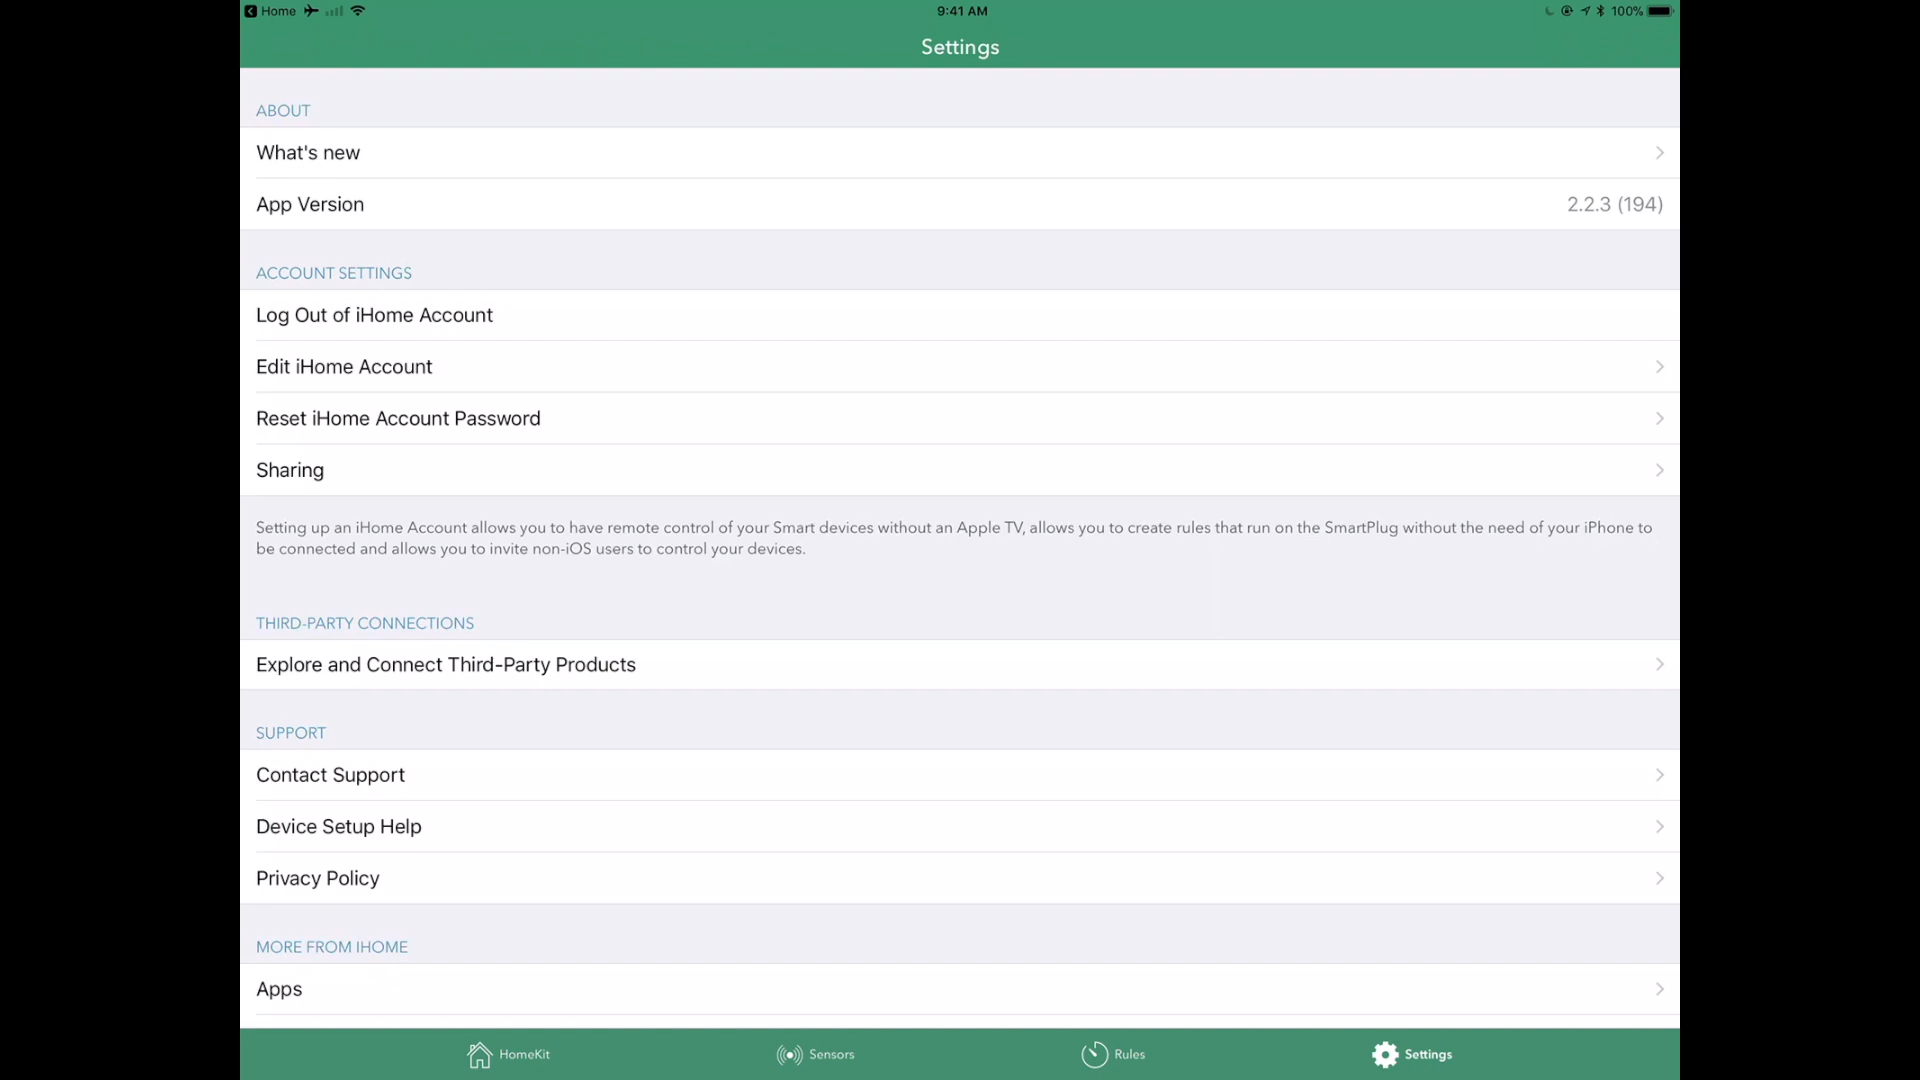 Home
9:41 AM
100%
Settings
ABOUT
What's new
App Version
2.2.3 (194)
ACCOUNT SETTINGS
Log Out of iHome Account
Edit iHome Account
Reset iHome Account Password
Sharing
Setting up an iHome Account allows you to have remote control of your Smart devices without an Apple TV, allows you to create rules that run on the SmartPlug without the need of your iPhone to
be connected and allows you to invite non-iOS users to control your devices.
THIRD-PARTY CONNECTIONS
Explore and Connect Third-Party Products
SUPPORT
Contact Support
Device Setup Help
Privacy Policy
MORE FROM IHOME
Apps
HomeKit
Sensors
Rules
Settings